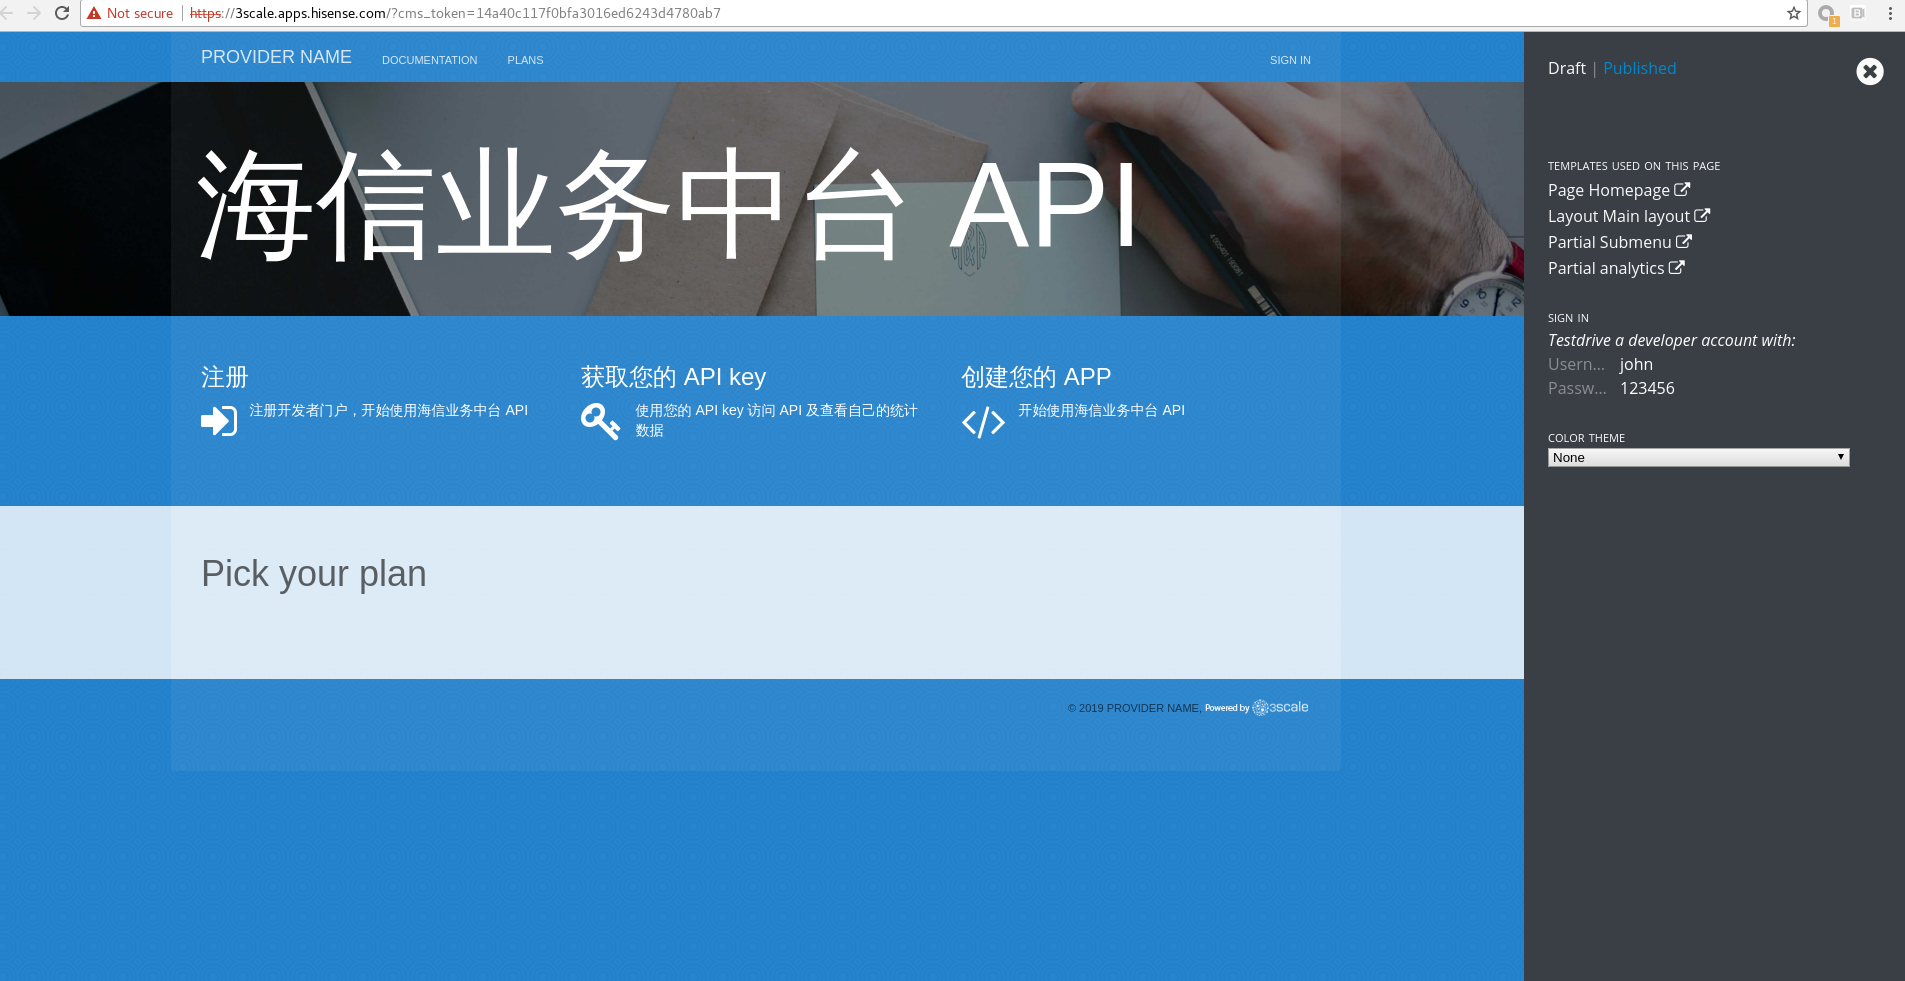 Not secure | https://3scale.apps.hisense.com/?cms_token=14a40c117f0bfa3016ed6243d4780ab7
1
PROVIDER NAME DOCUMENTATION PLANS SIGN IN
海信业务中台 API
注册
注册开发者门户，开始使用海信业务中台 API
获取您的 API key
使用您的 API key 访问 API 及查看自己的统计
数据
创建您的 APP
开始使用海信业务中台 API
Pick your plan
© 2019 PROVIDER NAME, Powered by 3scale
Draft | Published
TEMPLATES USED ON THIS PAGE
Page Homepage
Layout Main layout
Partial Submenu
Partial analytics
SIGN IN
Testdrive a developer account with:
Usern... john
Passw... 123456
COLOR THEME
None